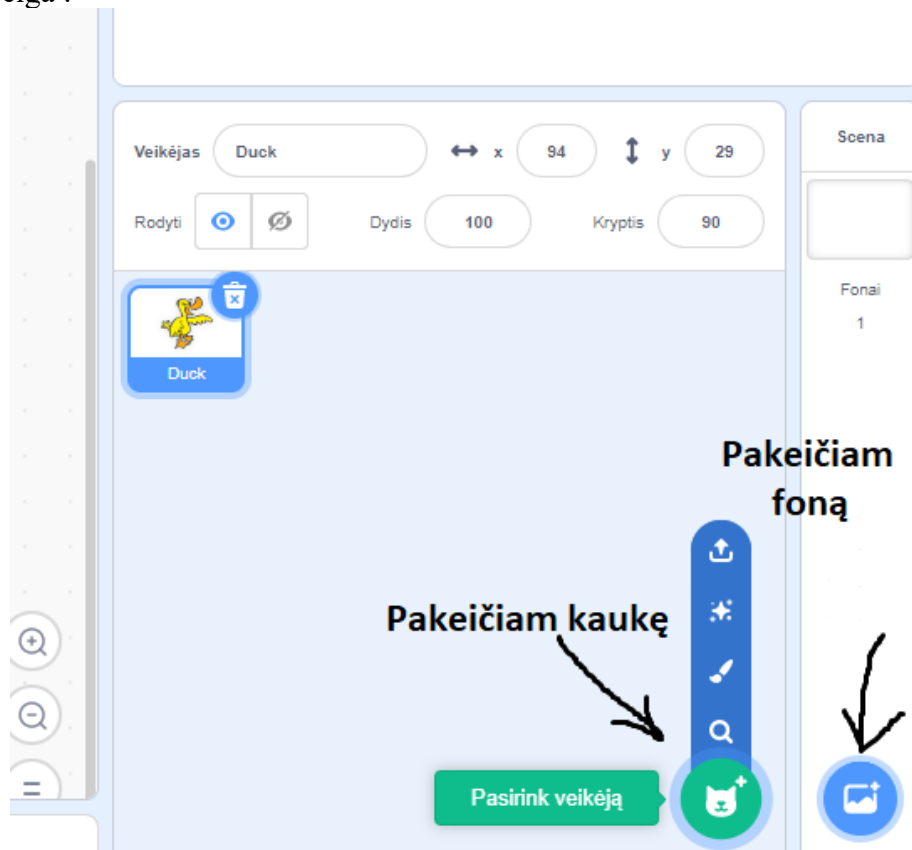 Veikėjas Duck x 94 y 29
Scena
Rodyti Dydis 100 Kryptis 90
Fonai
1
Duck
Pakeičiam
foną
Pakeičiam kaukę
Pasirink veikėją